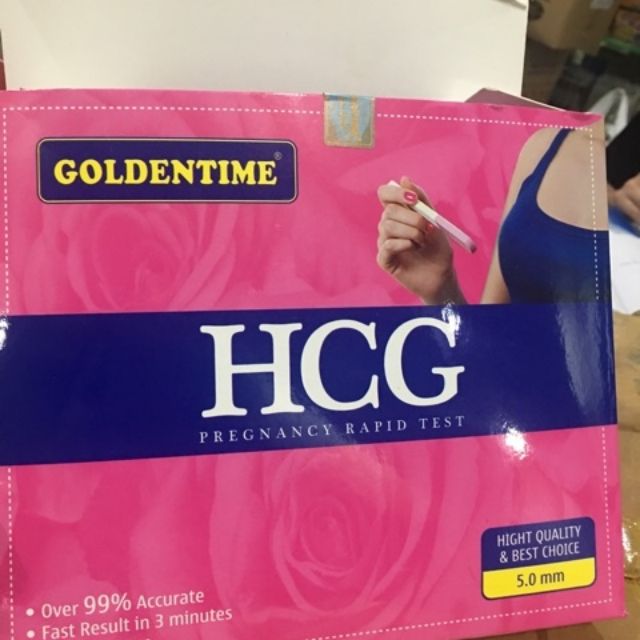 GOLDENTIME®
HCG
PREGNANCY RAPID TEST
HIGHT QUALITY
& BEST CHOICE
5.0 mm
• Over 99% Accurate
• Fast Result in 3 minutes